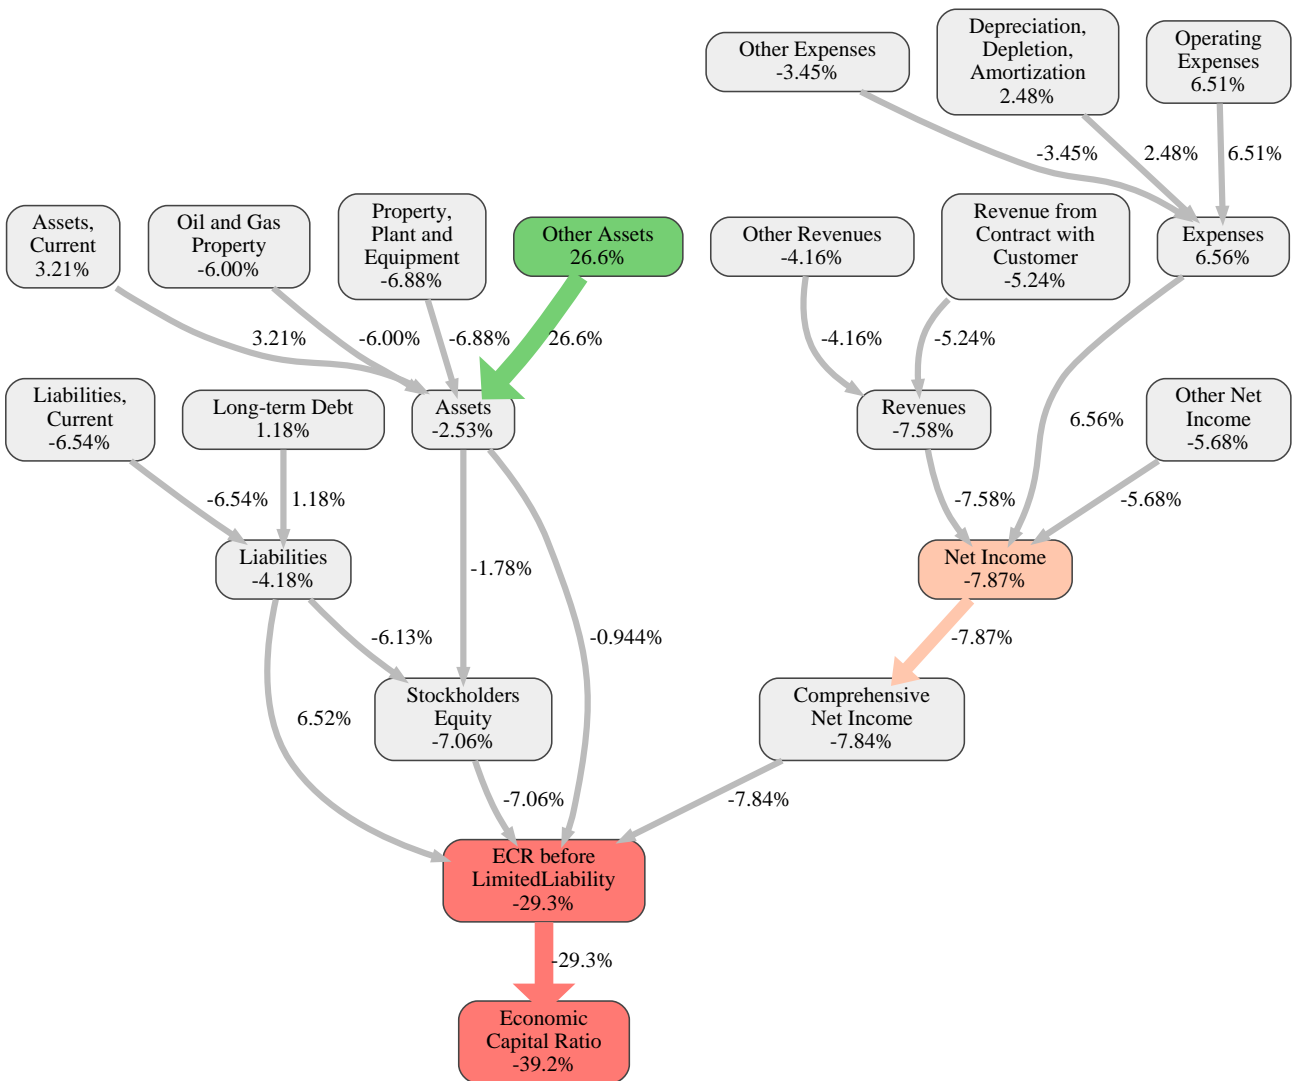 Other Expenses
-3.45%
Depreciation,
Depletion,
Amortization
2.48%
Operating
Expenses
6.51%
-3.45%
2.48%
6.51%
Assets,
Current
3.21%
Oil and Gas
Property
-6.00%
Property,
Plant and
Equipment
-6.88%
Other Assets
26.6%
Other Revenues
-4.16%
Revenue from
Contract with
Customer
-5.24%
Expenses
6.56%
3.21%
-6.00%
-6.88%
26.6%
-4.16%
-5.24%
Liabilities,
Current
-6.54%
Long-term Debt
1.18%
Assets
-2.53%
Revenues
-7.58%
6.56%
Other Net
Income
-5.68%
-6.54%
1.18%
-7.58%
-5.68%
Liabilities
-4.18%
-1.78%
Net Income
-7.87%
-6.13%
-0.944%
-7.87%
6.52%
Stockholders
Equity
-7.06%
Comprehensive
Net Income
-7.84%
-7.06%
-7.84%
ECR before
LimitedLiability
-29.3%
-29.3%
Economic
Capital Ratio
-39.2%